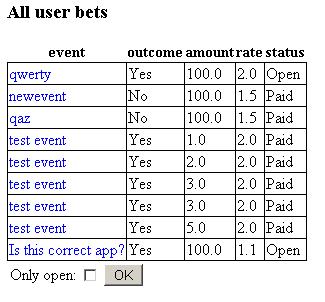 All user bets
event outcome amount rate status
qwerty Yes 100.0 2.0 Open
newevent No 100.0 1.5 Paid
qaz No 100.0 1.5 Paid
test event Yes 1.0 2.0 Paid
test event Yes 2.0 2.0 Paid
test event Yes 3.0 2.0 Paid
test event Yes 3.0 2.0 Paid
test event Yes 5.0 2.0 Paid
Is this correct app? Yes 100.0 1.1 Open
Only open: OK